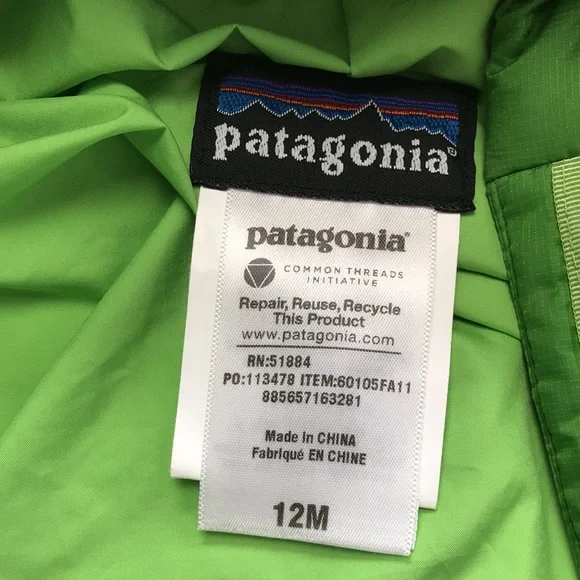 patagonia®
patagonia®
COMMON THREADS
INITIATIVE
Repair, Reuse, Recycle
This Product
www.patagonia.com
RN:51884
PO:113478 ITEM:60105FA11
885657163281
Made in CHINA
Fabriqué EN CHINE
12M